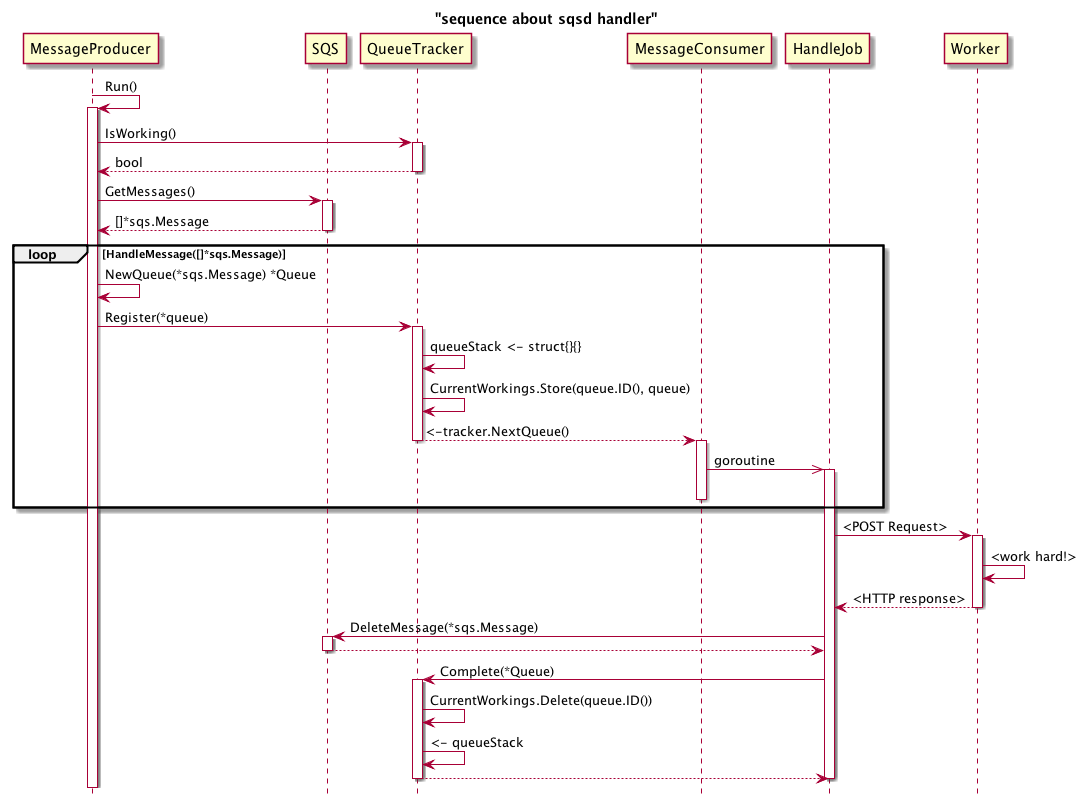 "sequence about sqsd handler"
MessageProducer
SQS
QueueTracker
MessageConsumer
HandleJob
Worker
Run()
IsWorking()
bool
GetMessages()
[]*sqs.Message
loop
[HandleMessage([]*sqs.Message)]
NewQueue(*sqs.Message) *Queue
Register(*queue)
queueStack <- struct{}{}
CurrentWorkings.Store(queue.ID(), queue)
<-tracker.NextQueue()
goroutine
<POST Request>
<work hard!>
<HTTP response>
DeleteMessage(*sqs.Message)
Complete(*Queue)
CurrentWorkings.Delete(queue.ID())
<- queueStack